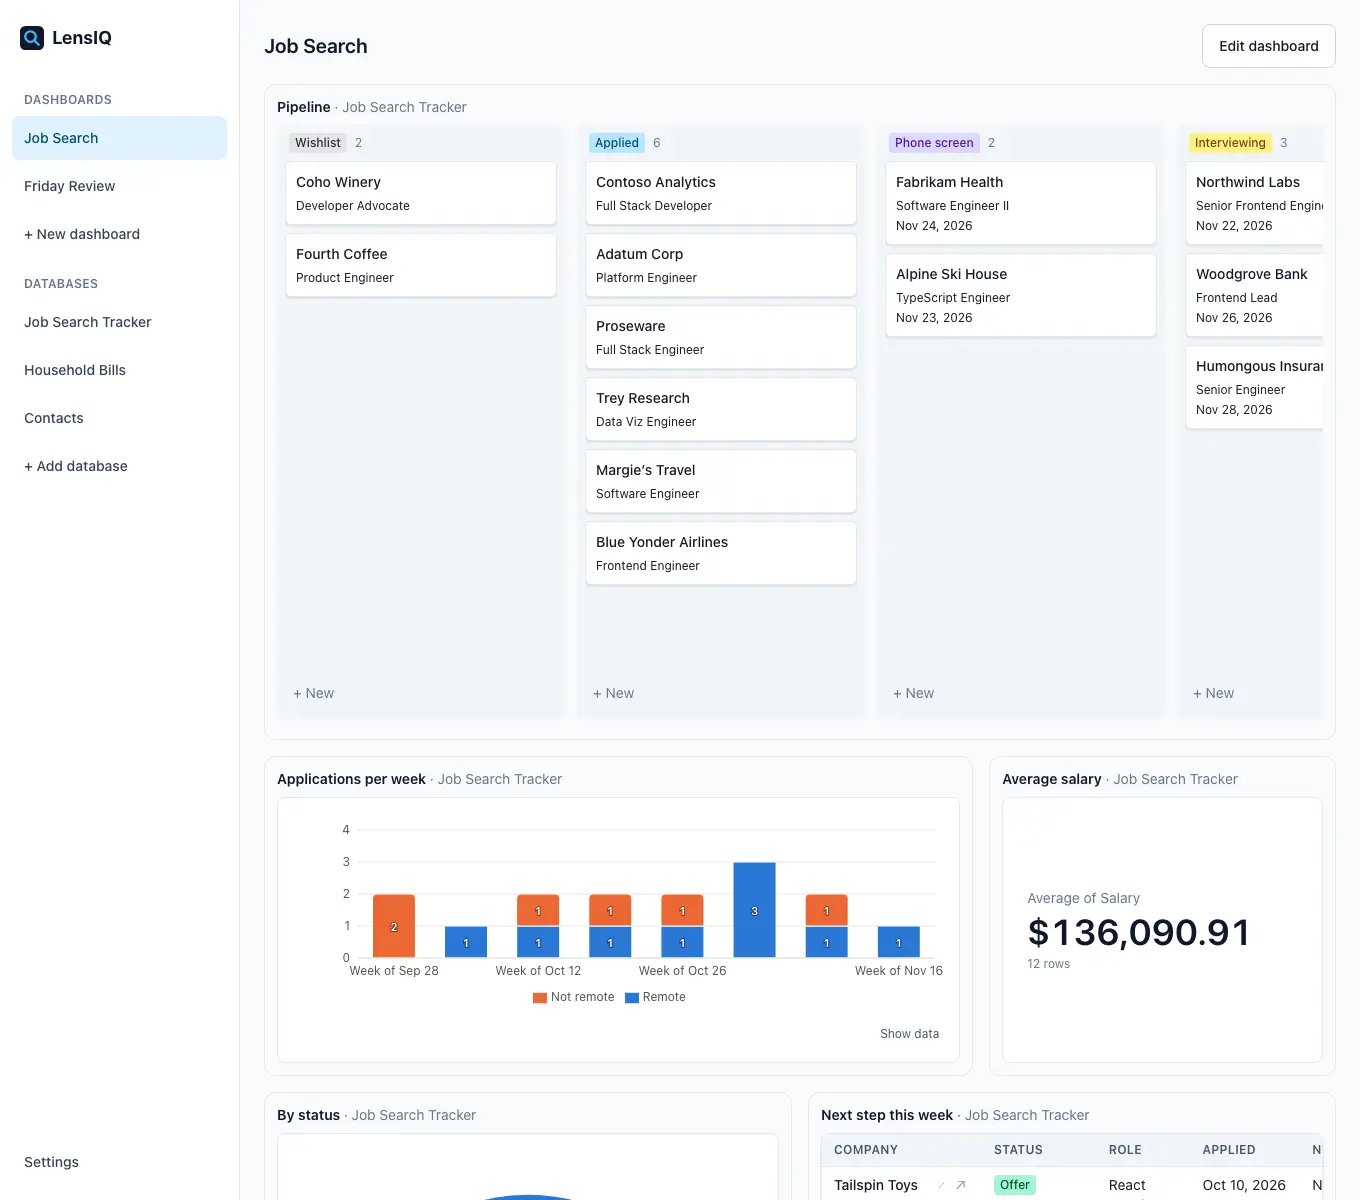 LensIQ
DASHBOARDS
Job Search
Friday Review
+ New dashboard
DATABASES
Job Search Tracker
Household Bills
Contacts
+ Add database
Settings
Job Search
Edit dashboard
Pipeline · Job Search Tracker
Wishlist 2
Coho Winery
Developer Advocate
Fourth Coffee
Product Engineer
+ New
Applied 6
Contoso Analytics
Full Stack Developer
Adatum Corp
Platform Engineer
Proseware
Full Stack Engineer
Trey Research
Data Viz Engineer
Margie's Travel
Software Engineer
Blue Yonder Airlines
Frontend Engineer
+ New
Phone screen 2
Fabrikam Health
Software Engineer II
Nov 24, 2026
Alpine Ski House
TypeScript Engineer
Nov 23, 2026
+ New
Interviewing 3
Northwind Labs
Senior Frontend Engine
Nov 22, 2026
Woodgrove Bank
Frontend Lead
Nov 26, 2026
Humongous Insura
Senior Engineer
Nov 28, 2026
+ New
Applications per week · Job Search Tracker
4
3
2
1
0
2
1
1 1
1 1
1 1
3
1 1
1
Week of Sep 28 Week of Oct 12 Week of Oct 26 Week of Nov 16
Not remote Remote
Show data
Average salary · Job Search Tracker
Average of Salary
$136,090.91
12 rows
By status · Job Search Tracker
Next step this week · Job Search Tracker
COMPANY STATUS ROLE APPLIED N
Tailspin Toys Offer React Oct 10, 2026 N